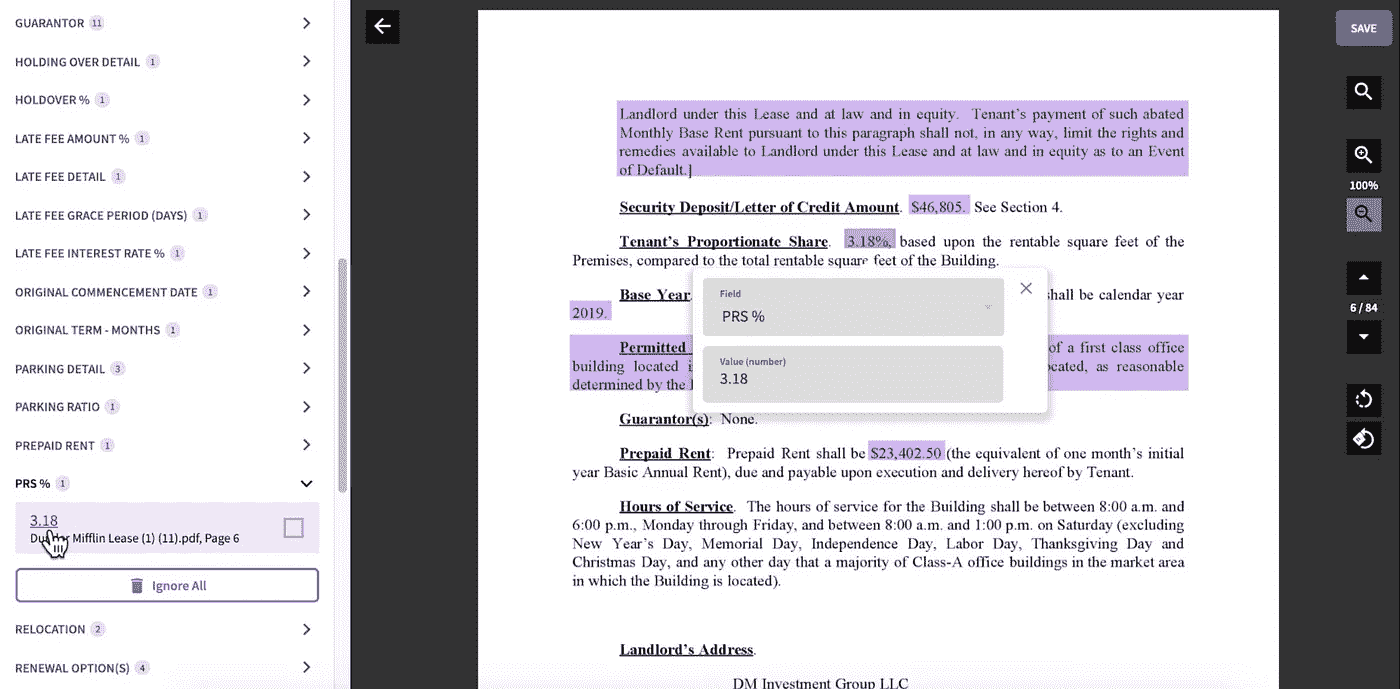 GUARANTOR 11
HOLDING OVER DETAIL 1
HOLDOVER % 1
LATE FEE AMOUNT % 1
LATE FEE DETAIL 1
LATE FEE GRACE PERIOD (DAYS) 1
LATE FEE INTEREST RATE % 1
ORIGINAL COMMENCEMENT DATE 1
ORIGINAL TERM - MONTHS 1
PARKING DETAIL 3
PARKING RATIO 1
PREPAID RENT 1
PRS % 1
3.18
Mifflin Lease (1) (11).pdf, Page 6
Ignore All
RELOCATION 2
RENEWAL OPTION(S) 4
Landlord under this Lease and at law and in equity. Tenant's payment of such abated
Monthly Base Rent pursuant to this paragraph shall not, in any way, limit the rights and
remedies available to Landlord under this Lease and at law and in equity as to an Event
of Default.]
Security Deposit/Letter of Credit Amount. $46,805. See Section 4.
Tenant's Proportionate Share. 3.18%, based upon the rentable square feet of the
Premises, compared to the total rentable square feet of the Building.
Base Year. shall be calendar year
2019.
Permitted of a first class office
building located as reasonable
determined by the
Field
PRS %
Value (number)
3.18
Guarantor(s): None.
Prepaid Rent: Prepaid Rent shall be $23,402.50 (the equivalent of one month's initial
year Basic Annual Rent), due and payable upon execution and delivery hereof by Tenant.
Hours of Service. The hours of service for the Building shall be between 8:00 a.m. and
6:00 p.m., Monday through Friday, and between 8:00 a.m. and 1:00 p.m. on Saturday (excluding
New Year's Day, Memorial Day, Independence Day, Labor Day, Thanksgiving Day and
Christmas Day, and any other day that a majority of Class-A office buildings in the market area
in which the Building is located).
Landlord's Address.
DM Investment Group LLC
SAVE
100%
6 / 84